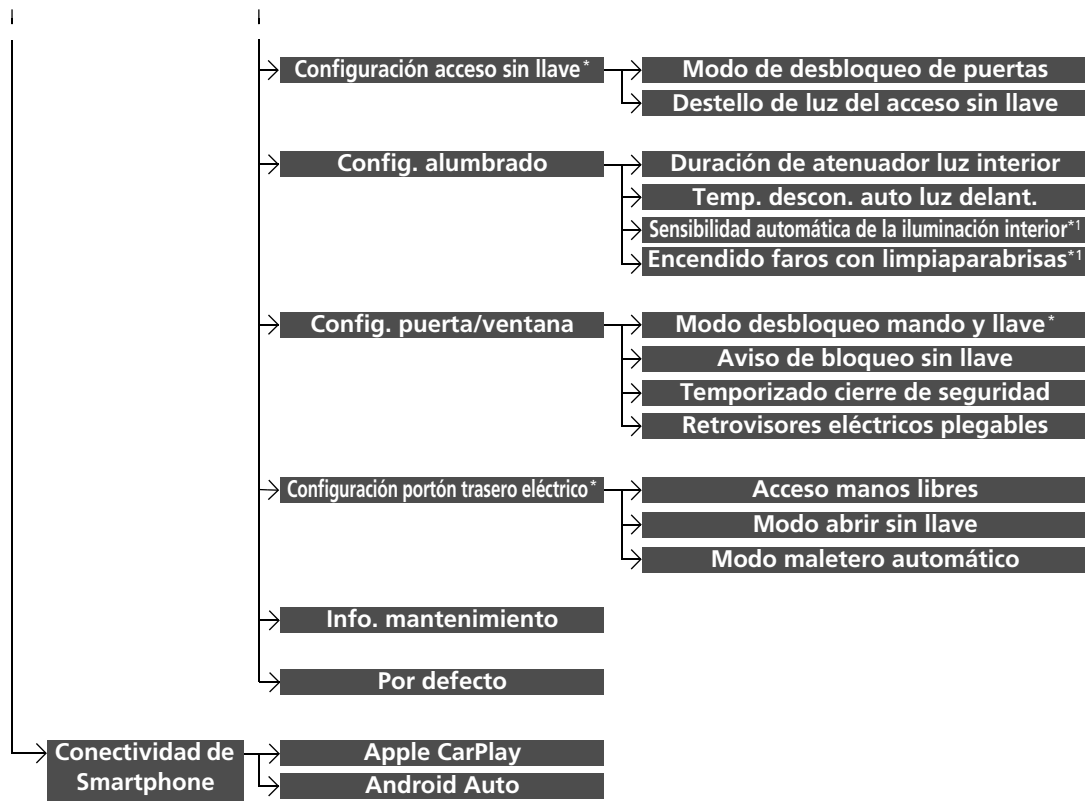 Configuración acceso sin llave*
Modo de desbloqueo de puertas
Destello de luz del acceso sin llave
Config. alumbrado
Duración de atenuador luz interior
Temp. descon. auto luz delant.
Sensibilidad automática de la iluminación interior*1
Encendido faros con limpiaparabrisas*1
Config. puerta/ventana
Modo desbloqueo mando y llave*
Aviso de bloqueo sin llave
Temporizado cierre de seguridad
Retrovisores eléctricos plegables
Configuración portón trasero eléctrico*
Acceso manos libres
Modo abrir sin llave
Modo maletero automático
Info. mantenimiento
Por defecto
Conectividad de
Smartphone
Apple CarPlay
Android Auto